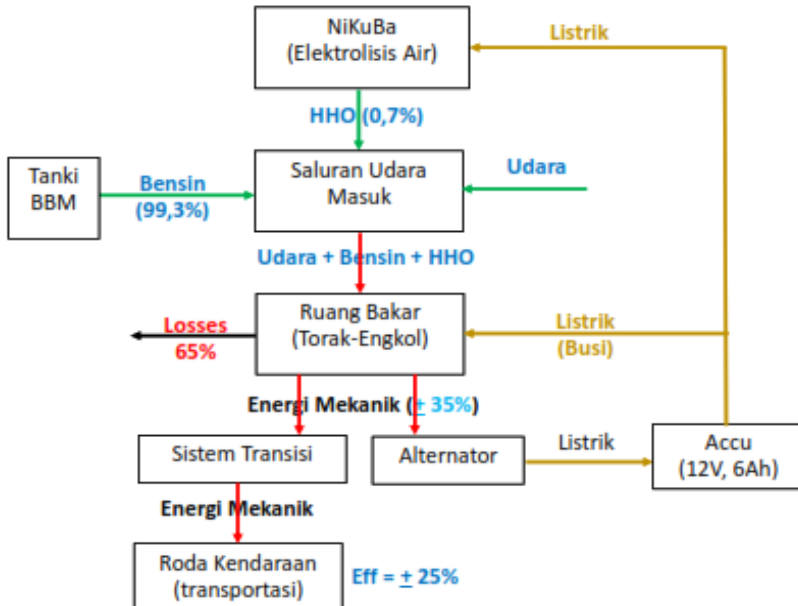 NiKuBa
(Elektrolisis Air)
Listrik
HHO (0,7%)
Tanki
BBM
Bensin
(99,3%)
Saluran Udara
Masuk
Udara
Udara + Bensin + HHO
Losses
65%
Ruang Bakar
(Torak-Engkol)
Listrik
(Busi)
Energi Mekanik (± 35%)
Sistem Transisi
Alternator
Listrik
Accu
(12V, 6Ah)
Energi Mekanik
Roda Kendaraan
(transportasi)
Eff = ± 25%